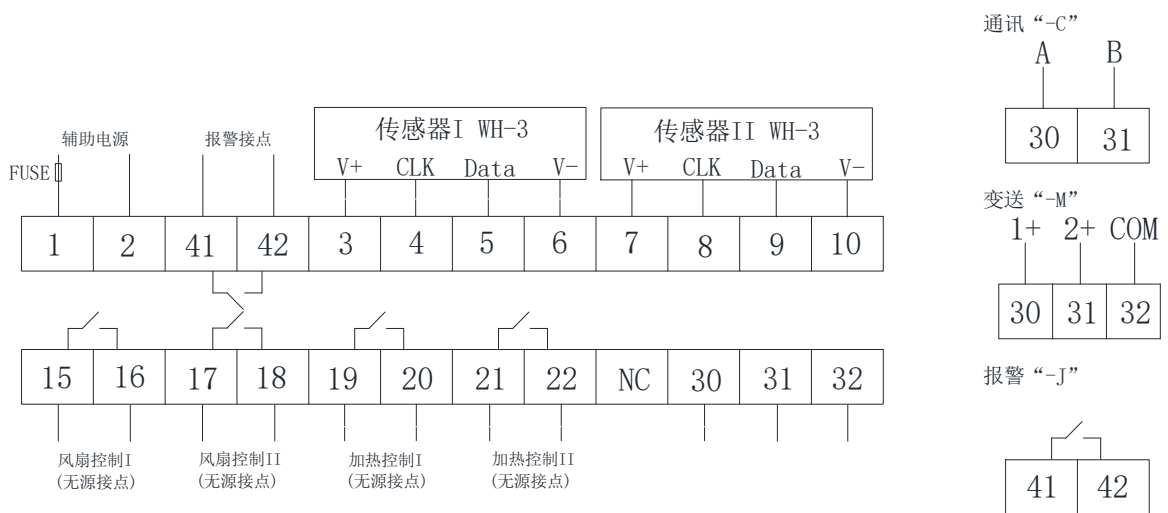 辅助电源 报警接点
FUSE
传感器I WH-3
V+ CLK Data V-
传感器II WH-3
V+ CLK Data V-
1 2 41 42 3 4 5 6 7 8 9 10
15 16 17 18 19 20 21 22 NC 30 31 32
风扇控制I 风扇控制II 加热控制I 加热控制II
(无源接点) (无源接点) (无源接点) (无源接点)
通讯“-C”
A B
30 31
变送“-M”
1+ 2+ COM
30 31 32
报警“-J”
41 42